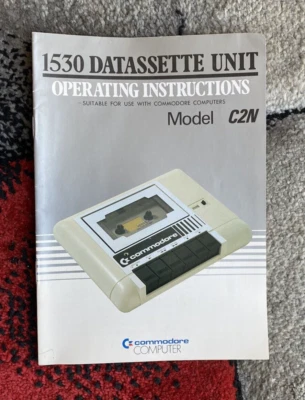 1530 DATASSETTE UNIT
OPERATING INSTRUCTIONS
- SUITABLE FOR USE WITH COMMODORE COMPUTERS
Model C2N
commodore
commodore
COMPUTER